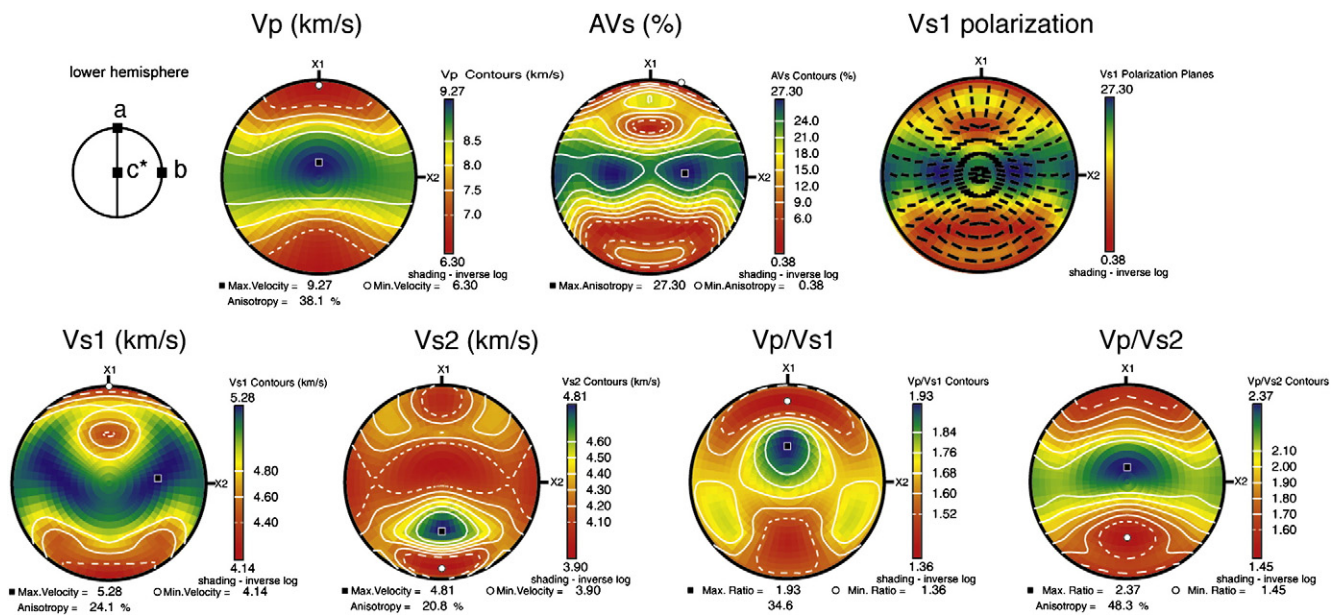 Vp (km/s)
AVs (%)
Vs1 polarization
lower hemisphere
a
c*
b
X1
X2
Vp Contours (km/s)
9.27
8.5
8.0
7.5
7.0
6.30
shading - inverse log
Max.Velocity = 9.27 Min.Velocity = 6.30
Anisotropy = 38.1 %
X1
X2
AVs Contours (%)
27.30
24.0
21.0
18.0
15.0
12.0
9.0
6.0
0.38
shading - inverse log
Max.Anisotropy = 27.30 Min.Anisotropy = 0.38
X1
X2
Vs1 Polarization Planes
27.30
0.38
shading - inverse log
Vs1 (km/s)
Vs2 (km/s)
Vp/Vs1
Vp/Vs2
X1
X2
Vs1 Contours (km/s)
5.28
4.80
4.60
4.40
4.14
shading - inverse log
Max.Velocity = 5.28 Min.Velocity = 4.14
Anisotropy = 24.1 %
X1
X2
Vs2 Contours (km/s)
4.81
4.60
4.50
4.40
4.30
4.20
4.10
3.90
shading - inverse log
Max.Velocity = 4.81 Min.Velocity = 3.90
Anisotropy = 20.8 %
X1
X2
Vp/Vs1 Contours
1.93
1.84
1.76
1.68
1.60
1.52
1.36
shading - inverse log
Max. Ratio = 1.93 Min. Ratio = 1.36
34.6
X1
X2
Vp/Vs2 Contours
2.37
2.10
2.00
1.90
1.80
1.70
1.60
1.45
shading - inverse log
Max. Ratio = 2.37 Min. Ratio = 1.45
Anisotropy = 48.3 %